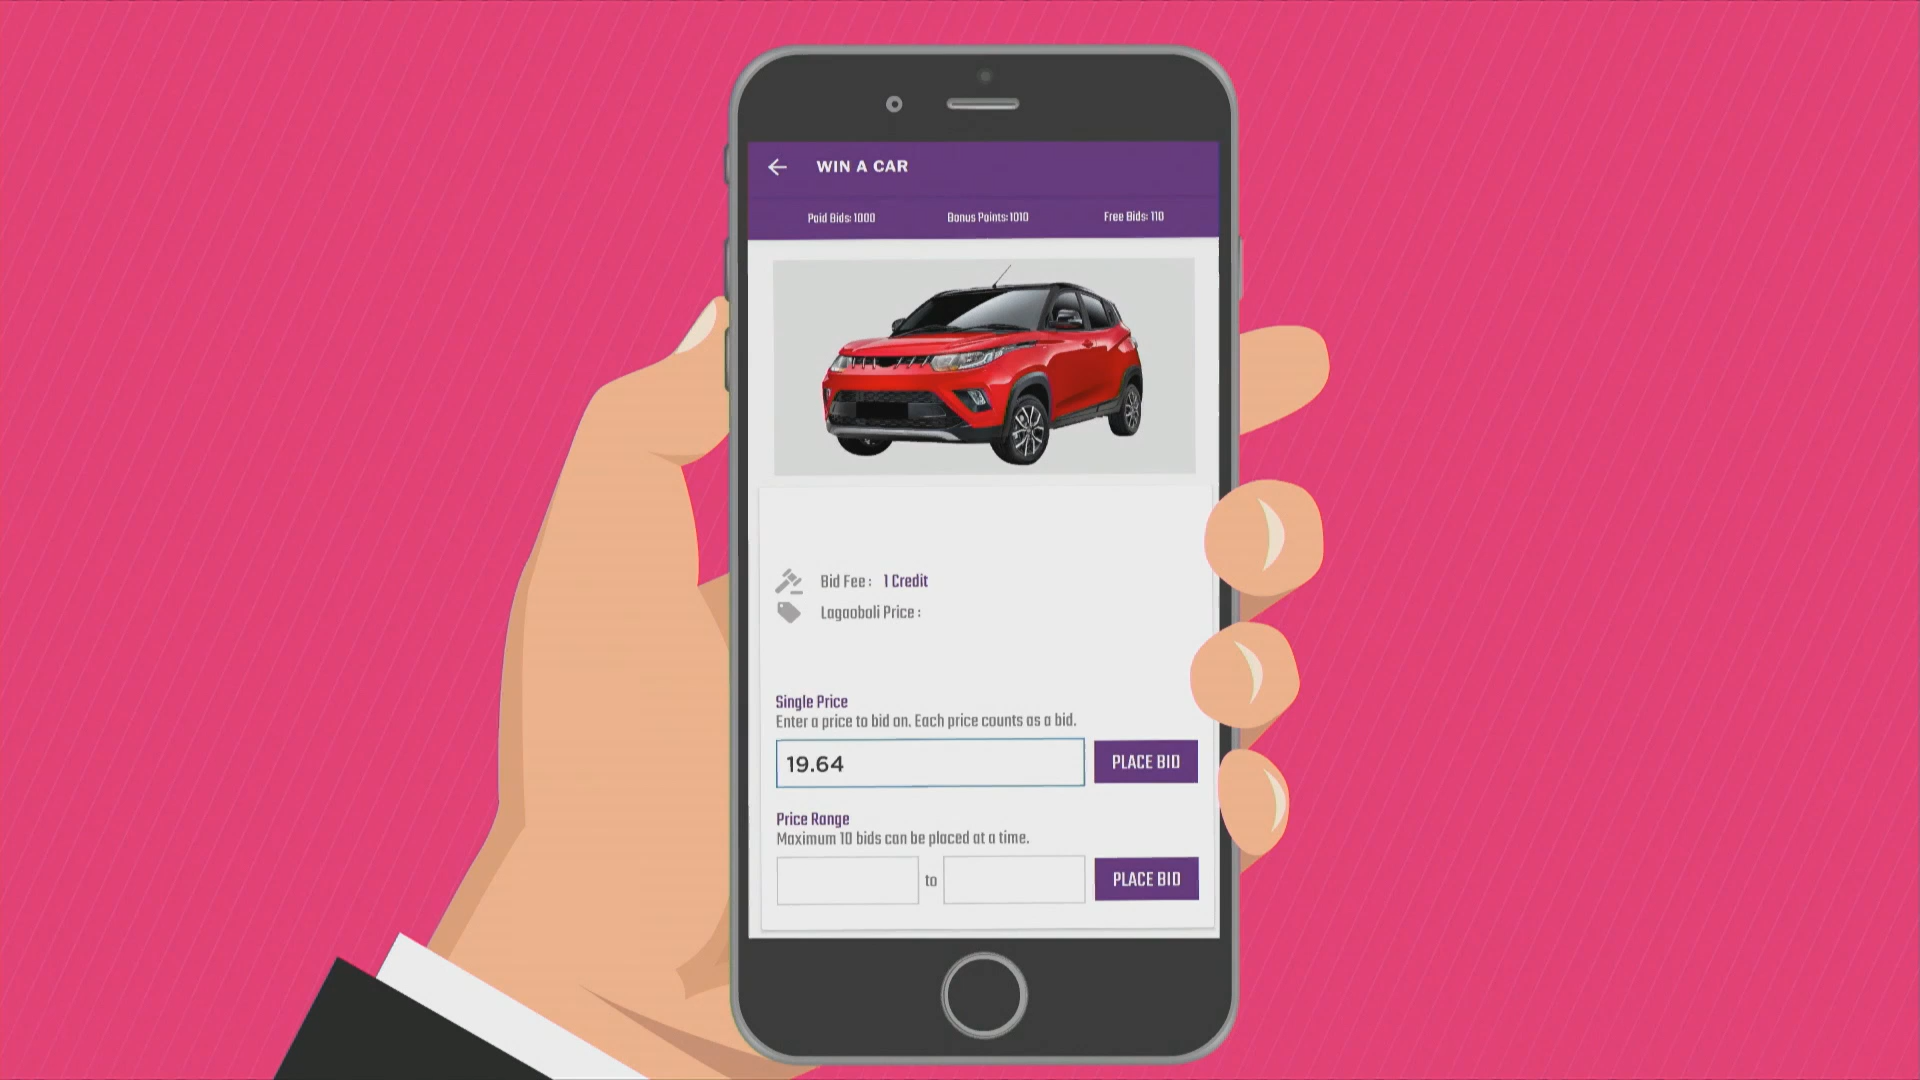 WIN A CAR
Paid Bids: 1000 Bonus Points: 1010 Free Bids: 110
Bid Fee : 1 Credit
Lagaoboli Price :
Single Price
Enter a price to bid on. Each price counts as a bid.
19.64 PLACE BID
Price Range
Maximum 10 bids can be placed at a time.
to PLACE BID